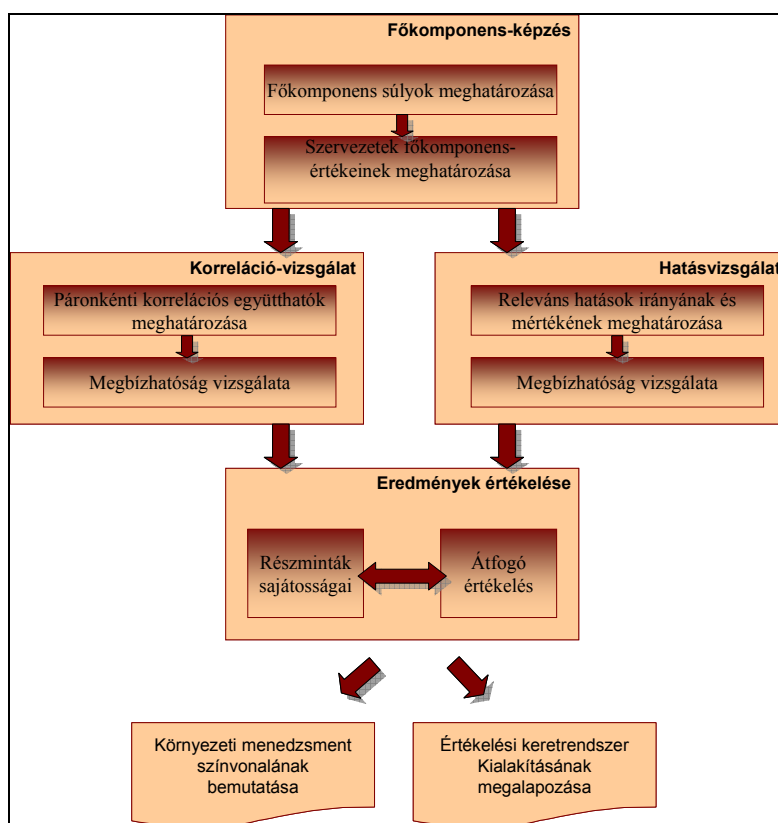 Főkomponens-képzés
Főkomponens súlyok meghatározása
Szervezetek főkomponens-
értékeinek meghatározása
Korreláció-vizsgálat
Páronkénti korrelációs együtthatók
meghatározása
Megbízhatóság vizsgálata
Hatásvizsgálat
Releváns hatások irányának és
mértékének meghatározása
Megbízhatóság vizsgálata
Eredmények értékelése
Részminták
sajátosságai
Átfogó
értékelés
Környezeti menedzsment
színvonalának
bemutatása
Értékelési keretrendszer
Kialakításának
megalapozása